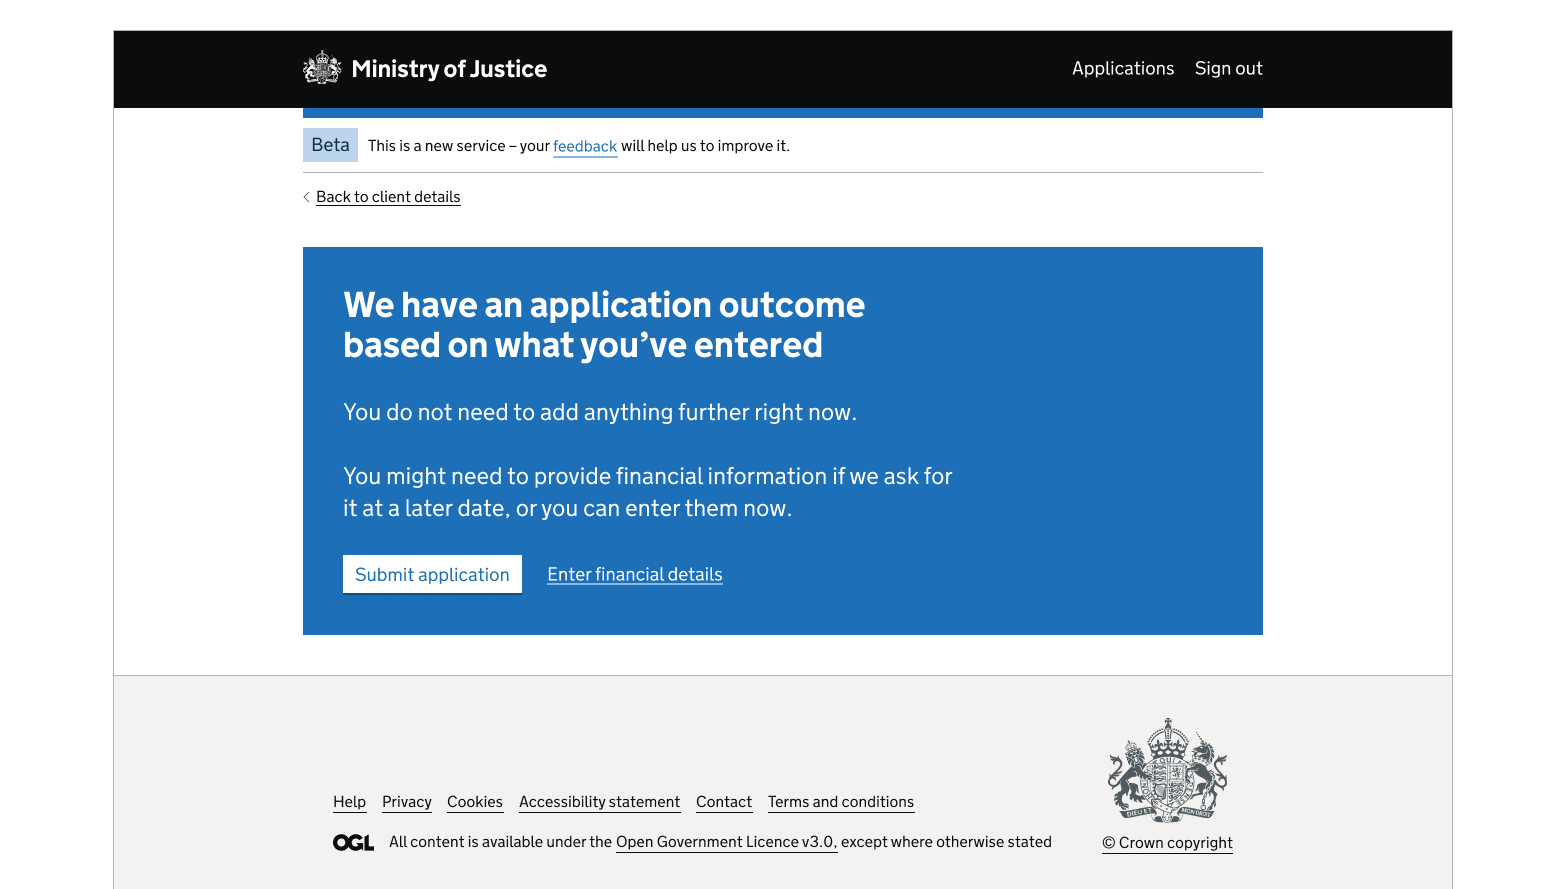 Ministry of Justice
Applications
Sign out
Beta
This is a new service – your feedback will help us to improve it.
Back to client details
We have an application outcome
based on what you’ve entered
You do not need to add anything further right now.
You might need to provide financial information if we ask for
it at a later date, or you can enter them now.
Submit application
Enter financial details
Help
Privacy
Cookies
Accessibility statement
Contact
Terms and conditions
OGL
All content is available under the Open Government Licence v3.0, except where otherwise stated
© Crown copyright